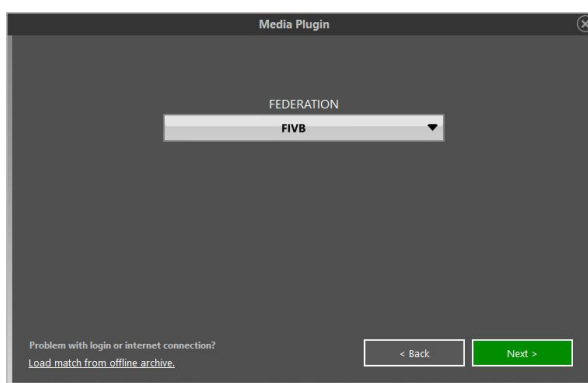 Media Plugin
FEDERATION
FIVB
Problem with login or internet connection?
Load match from offline archive.
< Back
Next >